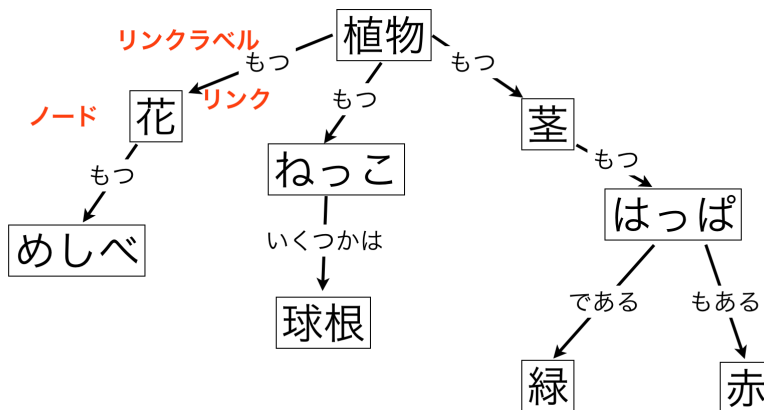 リンクラベル
植物
もつ
もつ
もつ
リンク
ノード
花
茎
もつ
ねっこ
もつ
めしべ
いくつかは
はっぱ
球根
である
もある
緑
赤